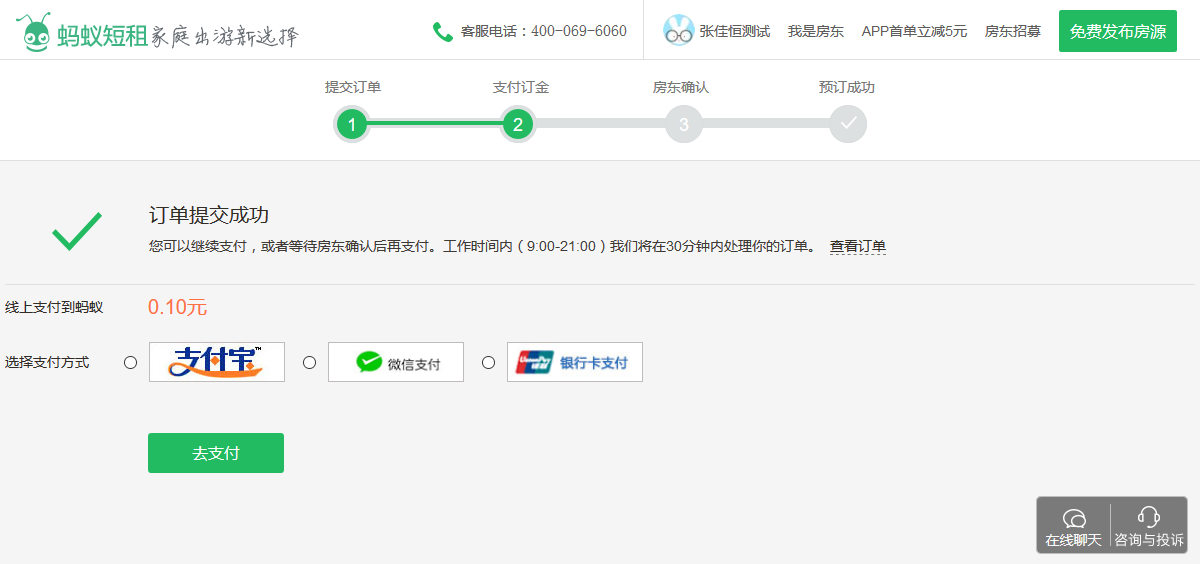 蚂蚁短租 家庭出游新选择
客服电话：400-069-6060
张佳恒测试 我是房东 APP首单立减5元 房东招募 免费发布房源
提交订单 支付订金 房东确认 预订成功
1 2 3
订单提交成功
您可以继续支付，或者等待房东确认后再支付。工作时间内（9:00-21:00）我们将在30分钟内处理你的订单。 查看订单
线上支付到蚂蚁 0.10元
选择支付方式 支付宝™ 微信支付 UnionPay 银联 银行卡支付
去支付
在线聊天 咨询与投诉